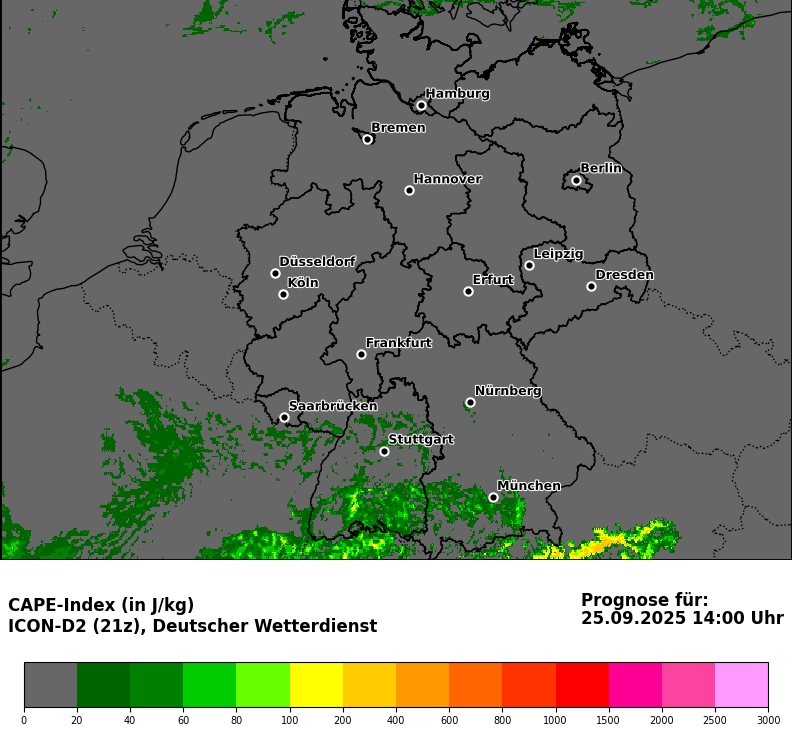 Hamburg
Bremen
Hannover
Berlin
Düsseldorf
Köln
Leipzig
Erfurt
Dresden
Frankfurt
Saarbrücken
Nürnberg
Stuttgart
München
CAPE-Index (in J/kg)
ICON-D2 (21z), Deutscher Wetterdienst
Prognose für:
25.09.2025 14:00 Uhr
0 20 40 60 80 100 200 400 600 800 1000 1500 2000 2500 3000